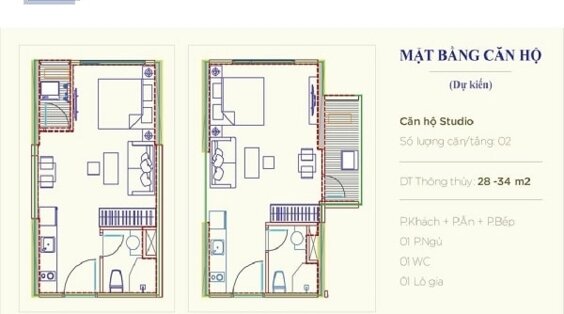 MẶT BẰNG CĂN HỘ
(Dự kiến)
Căn hộ Studio
Số lượng căn/tầng: 02
DT Thông thủy: 28 -34 m2
P.Khách + P.Ăn + P.Bếp
01 P.Ngủ
01 WC
01 Lô gia